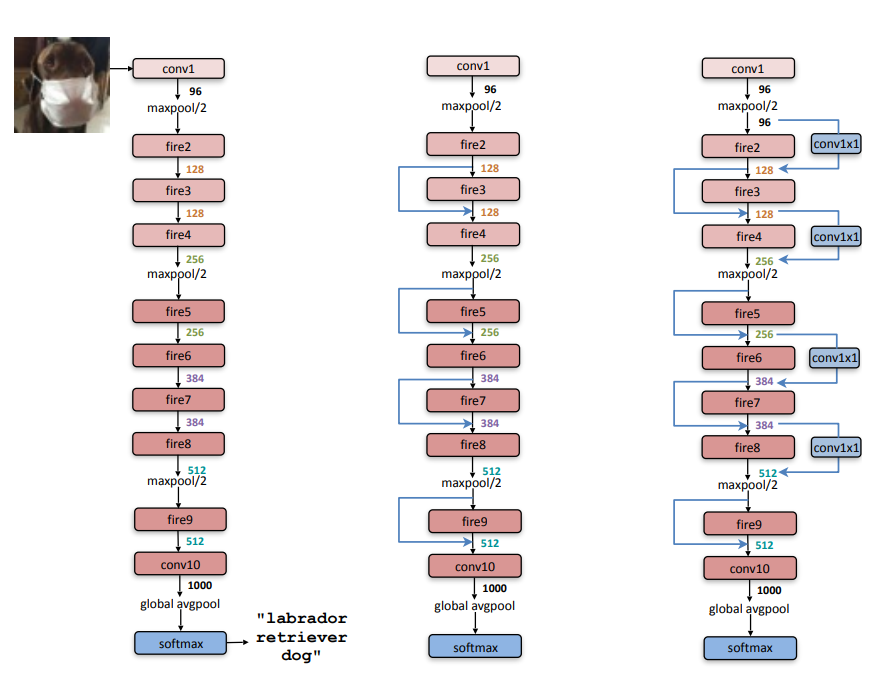 conv1
96
maxpool/2
fire2
128
fire3
128
fire4
256
maxpool/2
fire5
256
fire6
384
fire7
384
fire8
512
maxpool/2
fire9
512
conv10
1000
global avgpool
softmax
"labrador
retriever
dog"
conv1
96
maxpool/2
fire2
128
fire3
128
fire4
256
maxpool/2
fire5
256
fire6
384
fire7
384
fire8
512
maxpool/2
fire9
512
conv10
1000
global avgpool
softmax
conv1
96
maxpool/2
96
conv1x1
fire2
128
fire3
128
fire4
conv1x1
256
maxpool/2
fire5
256
fire6
conv1x1
384
fire7
384
fire8
conv1x1
512
maxpool/2
fire9
512
conv10
1000
global avgpool
softmax